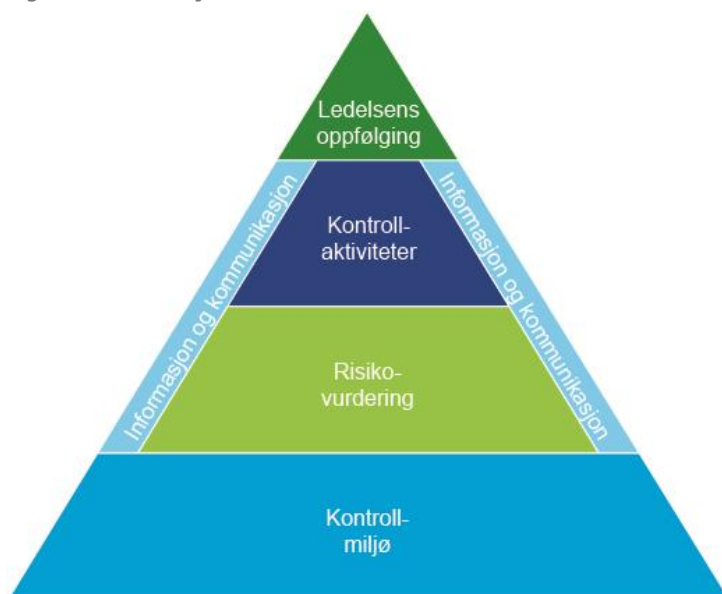 Ledelsens
oppfølging
Informasjon og kommunikasjon
Kontroll-
aktiviteter
Informasjon og kommunikasjon
Risiko-
vurdering
Kontroll-
miljø